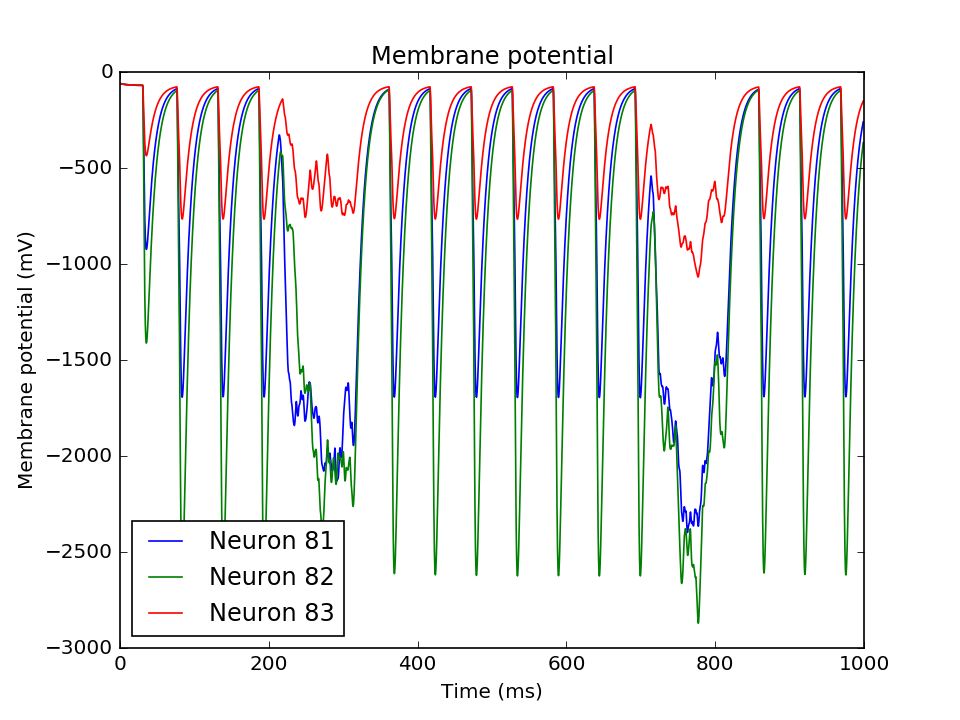 Membrane potential
0
−500
−1000
−1500
−2000
−2500
−3000
Membrane potential (mV)
Neuron 81
Neuron 82
Neuron 83
0 200 400 600 800 1000
Time (ms)